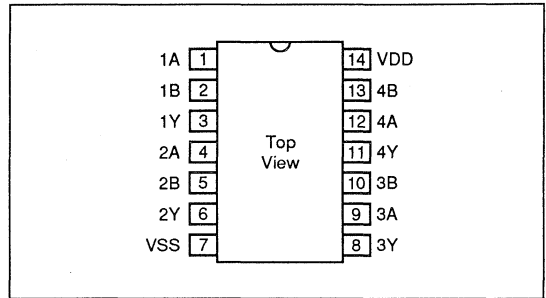 1A 1 14 VDD
1B 2 13 4B
1Y 3 12 4A
Top
2A 4 11 4Y
View
2B 5 10 3B
2Y 6 9 3A
VSS 7 8 3Y